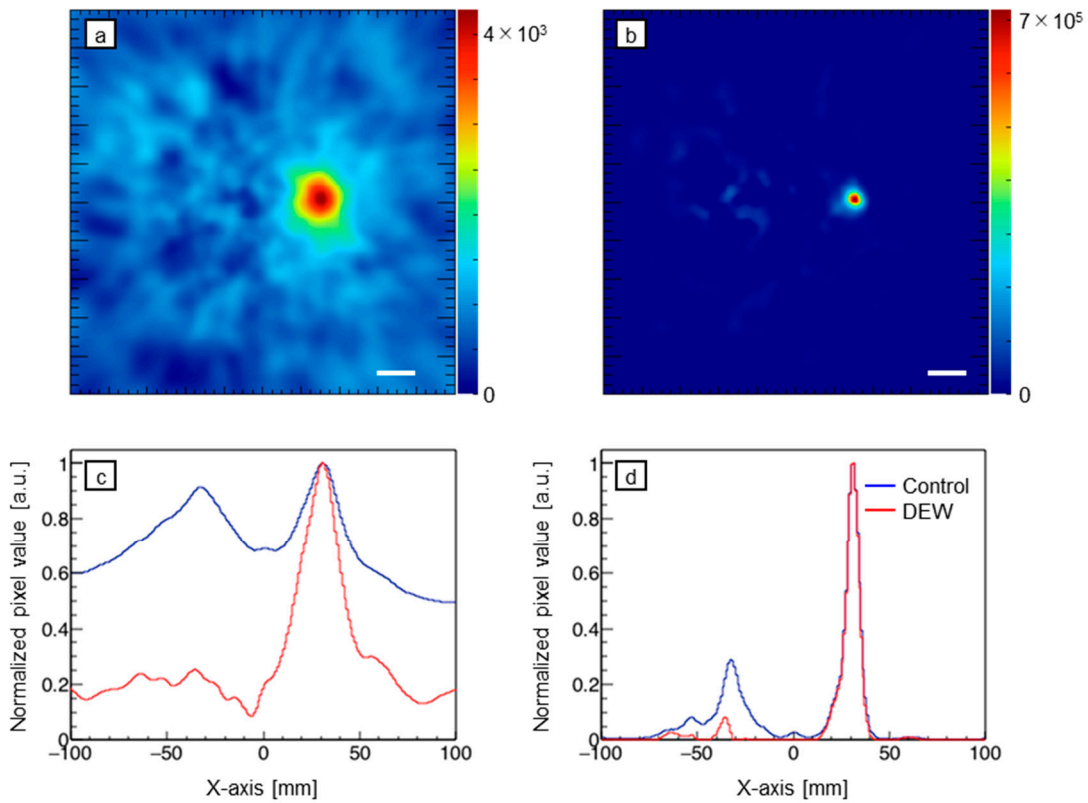 a
4 × 10³
0
b
7 × 10⁵
0
c
Normalized pixel value [a.u.]
1
0.8
0.6
0.4
0.2
0
−100
−50
0
50
100
X-axis [mm]
d
Control
DEW
Normalized pixel value [a.u.]
1
0.8
0.6
0.4
0.2
0
−100
−50
0
50
100
X-axis [mm]